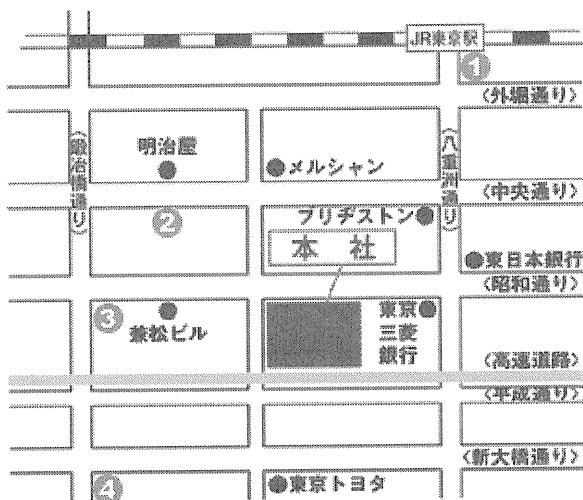 JR東京駅
1
〈外堀通り〉
(鍛冶橋通り)
明治屋
メルシャン
(八重洲通り)
〈中央通り〉
2
ブリヂストン
本 社
東日本銀行
〈昭和通り〉
3
兼松ビル
東京
三菱
銀行
〈高速道路〉
〈平成通り〉
〈新大橋通り〉
4
東京トヨタ